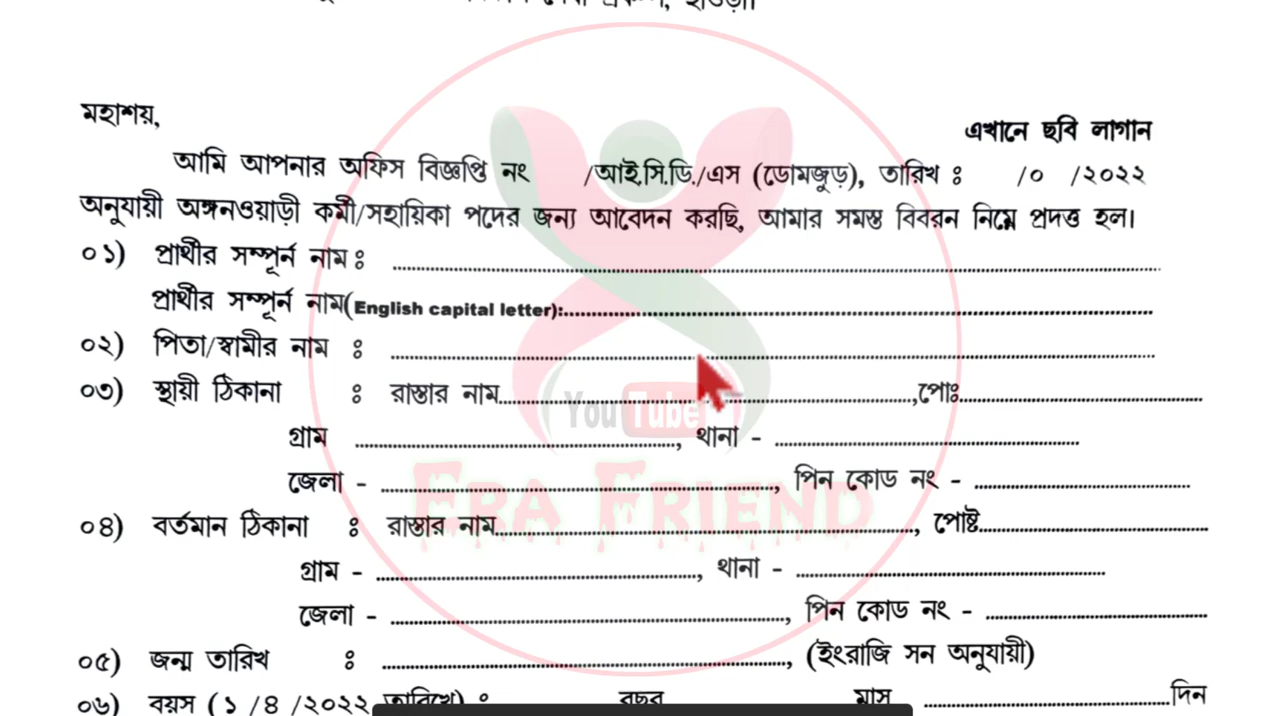 মহাশয়,
এখানে ছবি লাগান
আমি আপনার অফিস বিজ্ঞপ্তি নং /আই.সি.ডি./এস (ডোমজুড়), তারিখ ঃ /০ /২০২২
অনুযায়ী অঙ্গনওয়াড়ী কর্মী/সহায়িকা পদের জন্য আবেদন করছি, আমার সমস্ত বিবরন নিম্নে প্রদত্ত হল।
০১) প্রার্থীর সম্পূর্ন নাম ঃ ........................................
প্রার্থীর সম্পূর্ন নাম(English capital letter):........................................
০২) পিতা/স্বামীর নাম ঃ ........................................
০৩) স্থায়ী ঠিকানা ঃ রাস্তার নাম........................................,পোঃ....................
গ্রাম ........................................, থানা - ........................................
You Tube
জেলা - ........................................, পিন কোড নং - ....................
ERA FRIEND
০৪) বর্তমান ঠিকানা ঃ রাস্তার নাম........................................, পোষ্ট....................
গ্রাম - ........................................, থানা - ........................................
জেলা - ........................................, পিন কোড নং - ....................
০৫) জন্ম তারিখ ঃ ........................................, (ইংরাজি সন অনুযায়ী)
০৬) বয়স ( ১ /৪ /২০২২ তারিখে) ঃ বছর মাস ....................দিন